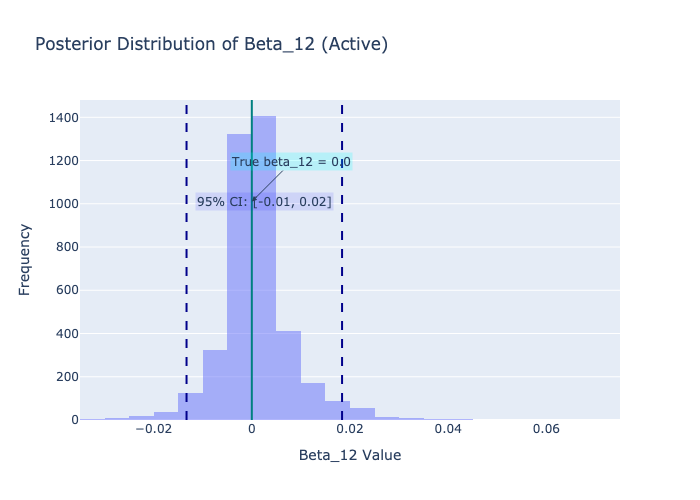 Posterior Distribution of Beta_12 (Active)
1400
1200
1000
800
600
400
200
0
Frequency
True beta_12 = 0.0
95% CI: [-0.01, 0.02]
−0.02
0
0.02
0.04
0.06
Beta_12 Value